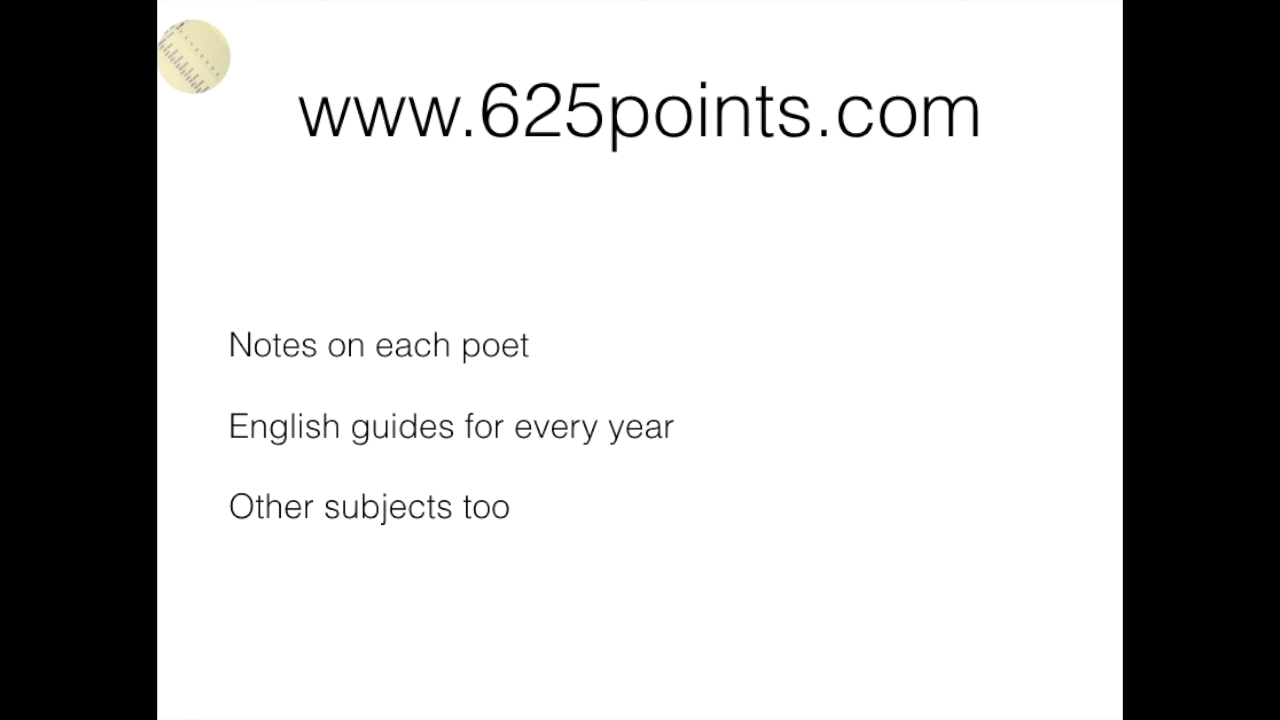 www.625points.com
Notes on each poet
English guides for every year
Other subjects too